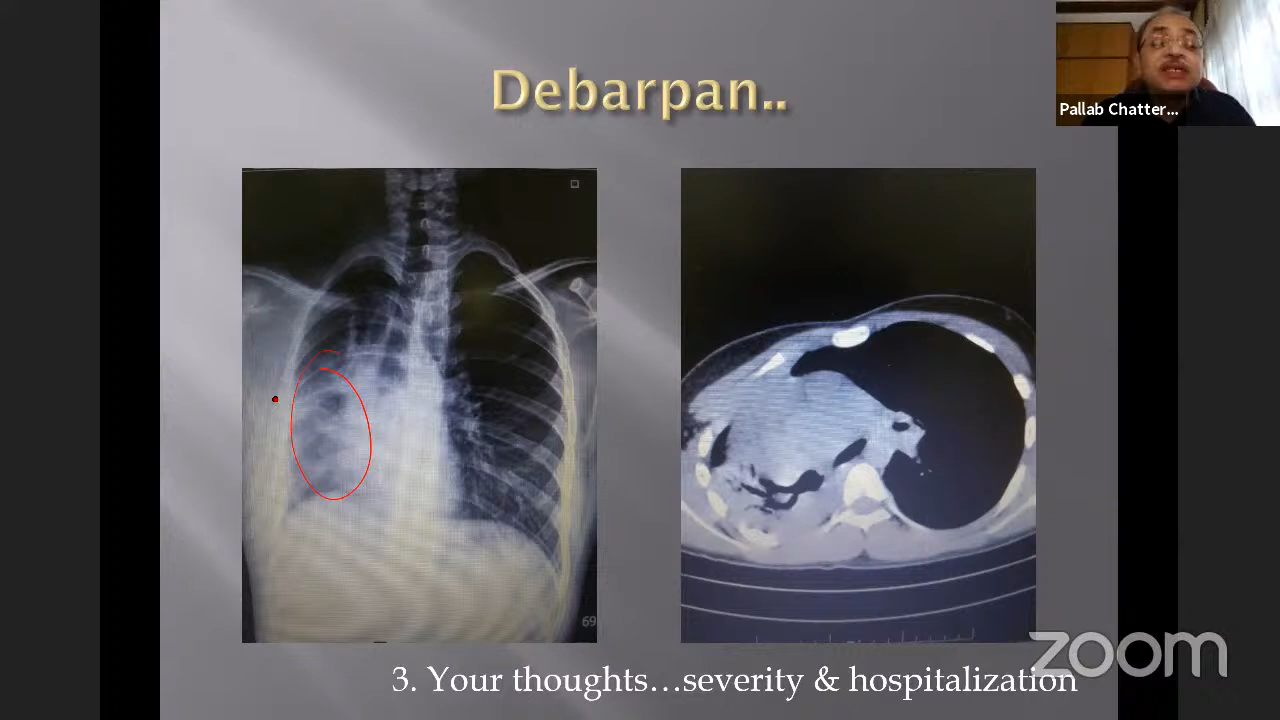 Debarpan..
Pallab Chatter...
69
3. Your thoughts...severity & hospitalization
zoom